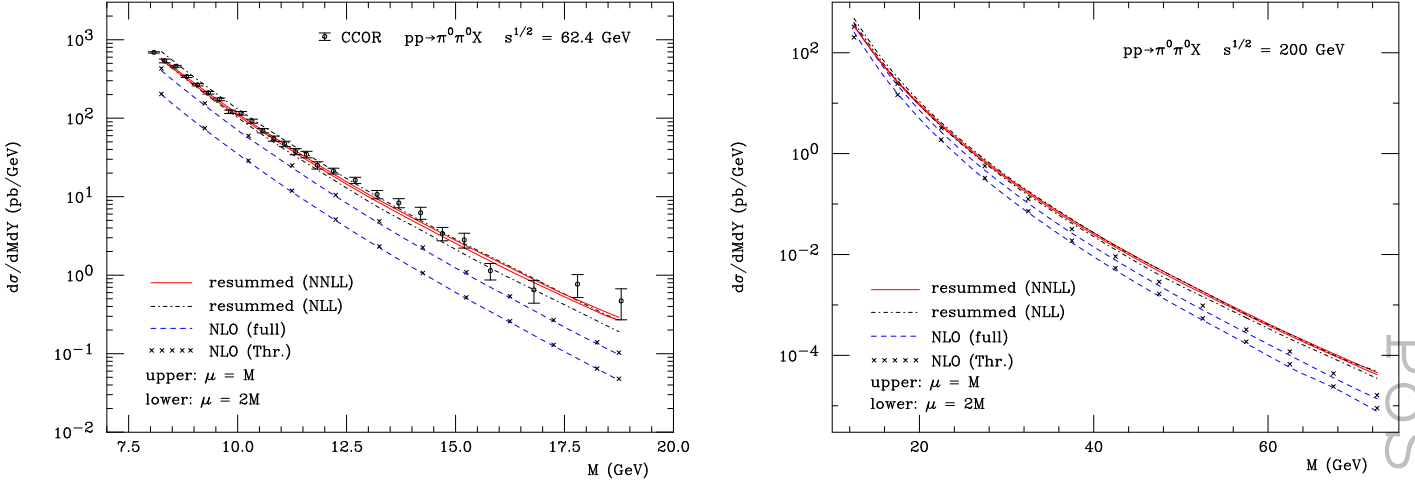 CCOR pp→π⁰π⁰X s^1/2 = 62.4 GeV
10³
10²
10¹
10⁰
10⁻¹
10⁻²
dσ/dMdY (pb/GeV)
resummed (NNLL)
resummed (NLL)
NLO (full)
NLO (Thr.)
upper: μ = M
lower: μ = 2M
7.5 10.0 12.5 15.0 17.5 20.0
M (GeV)
pp→π⁰π⁰X s^1/2 = 200 GeV
10²
10⁰
10⁻²
10⁻⁴
dσ/dMdY (pb/GeV)
resummed (NNLL)
resummed (NLL)
NLO (full)
NLO (Thr.)
upper: μ = M
lower: μ = 2M
20 40 60
M (GeV)
PoS